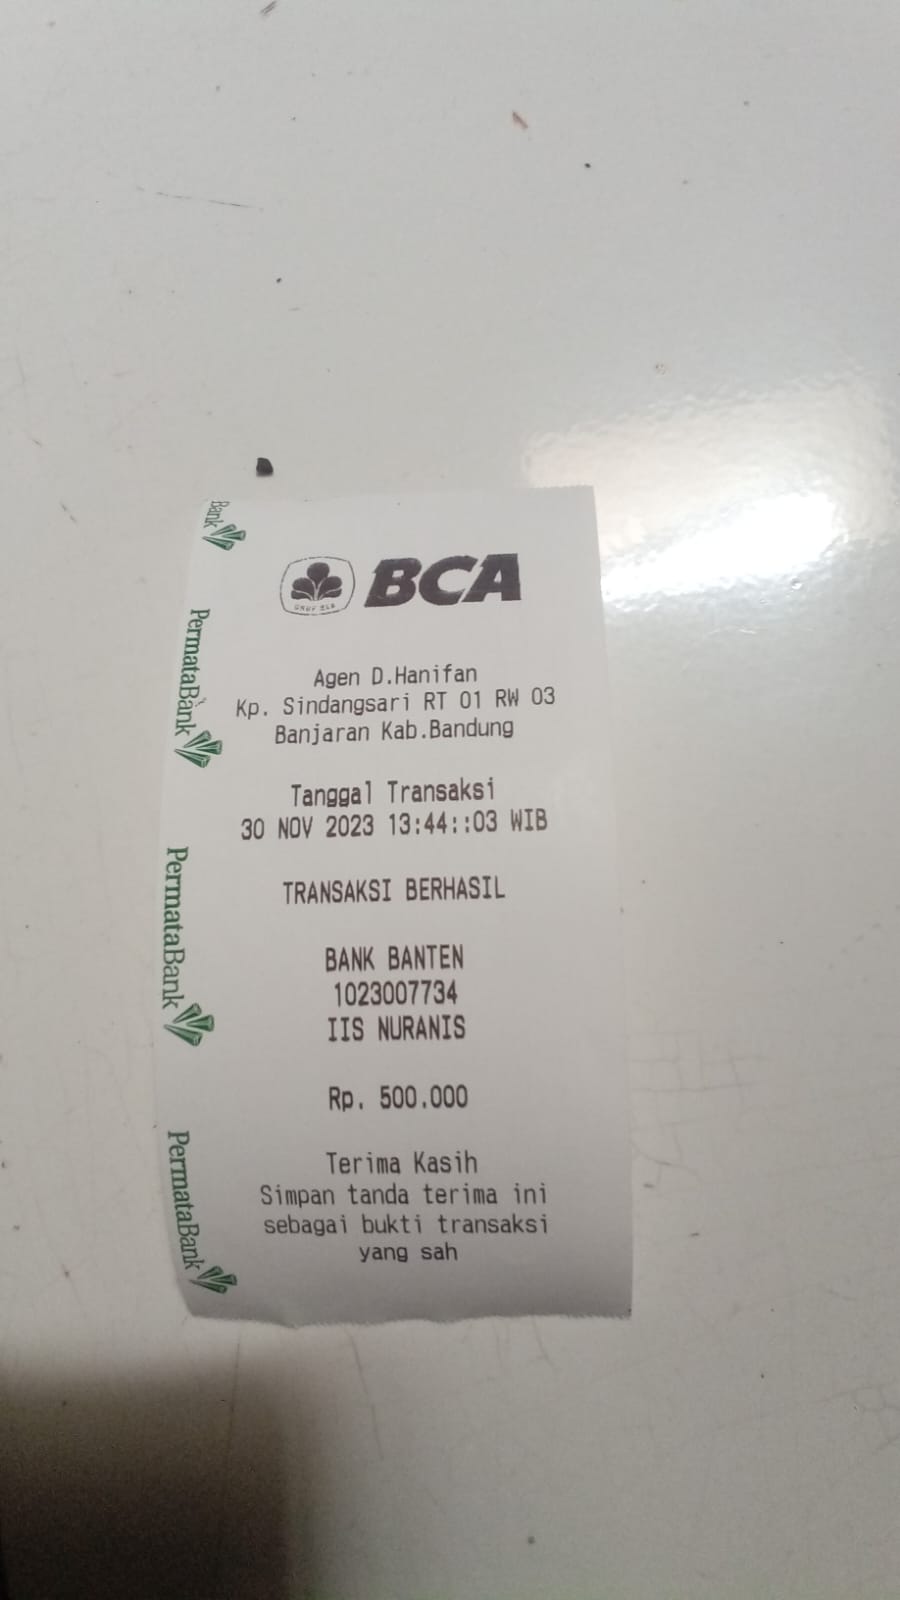 BCA
Agen D.Hanifan
Kp. Sindangsari RT 01 RW 03
Banjaran Kab.Bandung
Tanggal Transaksi
30 NOV 2023 13:44::03 WIB
TRANSAKSI BERHASIL
BANK BANTEN
1023007734
IIS NURANIS
Rp. 500.000
Terima Kasih
Simpan tanda terima ini
sebagai bukti transaksi
yang sah
Bank
PermataBank
PermataBank
PermataBank